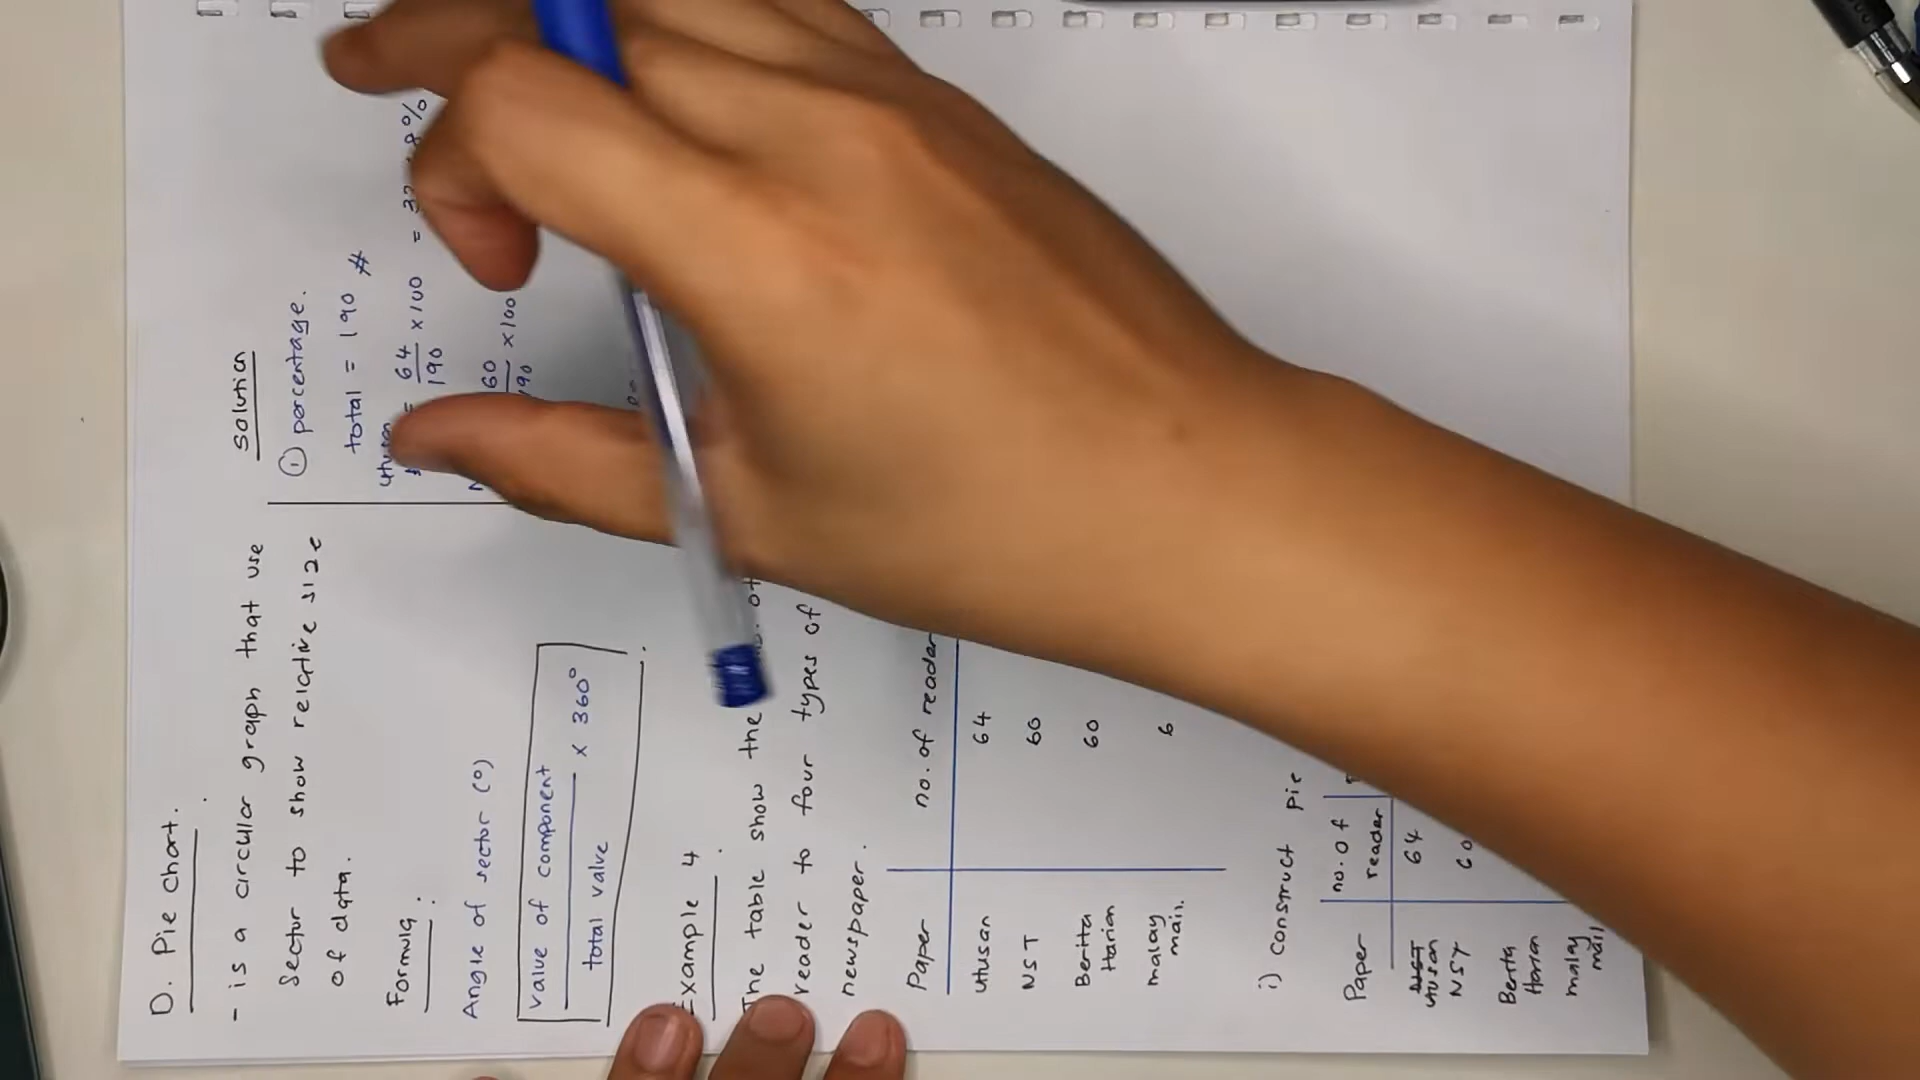 D. Pie chart.
- is a circular graph that use
sector to show relative size
of data.
Formula :
Angle of sector (°)
value of component
total value
x 360°
Example 4
The table show the
reader to four types of
newspaper.
Paper no. of reader
Utusan 64
NST 60
Berita Harian 60
malay mail. 6
i) construct pie
Paper no. of reader
Utusan 64
NST 60
Berita Harian
malay mail
solution
① percentage.
total = 190 #
= 64/190 x 100 =
60/190 x 100